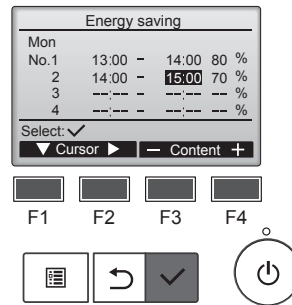 Energy saving
Mon
No.1 13:00 - 14:00 80 %
2 14:00 - 15:00 70 %
3 --:-- - --:-- -- %
4 --:-- - --:-- -- %
Select: ✓
▼ Cursor ▶ − Content +
F1 F2 F3 F4